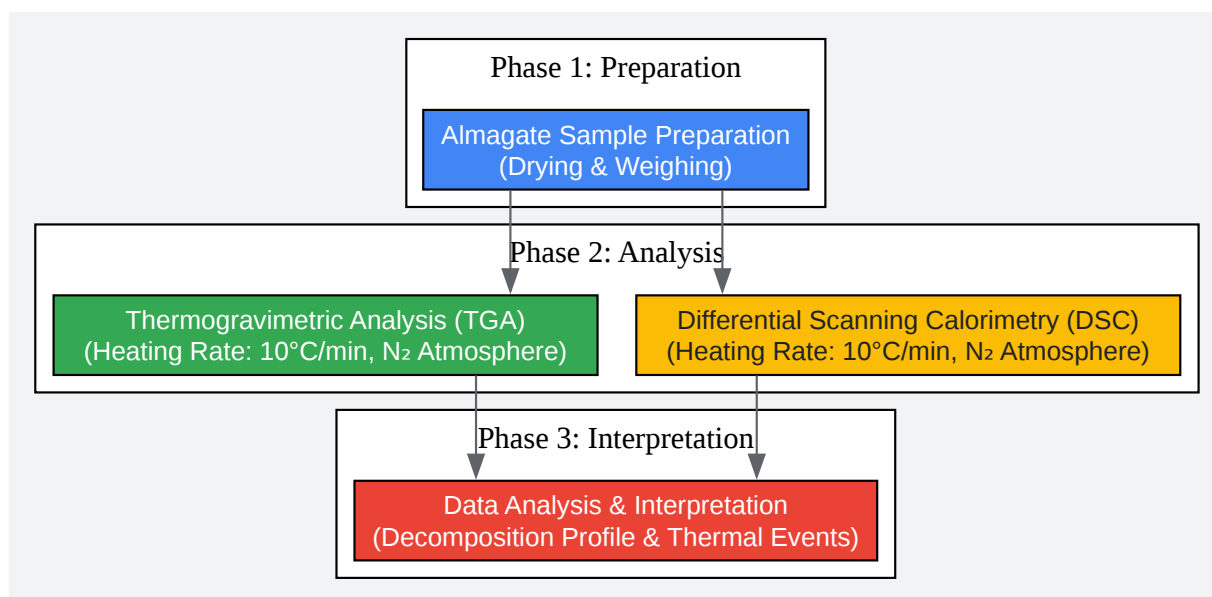 Phase 1: Preparation
Almagate Sample Preparation
(Drying & Weighing)
Phase 2: Analysis
Thermogravimetric Analysis (TGA)
(Heating Rate: 10°C/min, N₂ Atmosphere)
Differential Scanning Calorimetry (DSC)
(Heating Rate: 10°C/min, N₂ Atmosphere)
Phase 3: Interpretation
Data Analysis & Interpretation
(Decomposition Profile & Thermal Events)